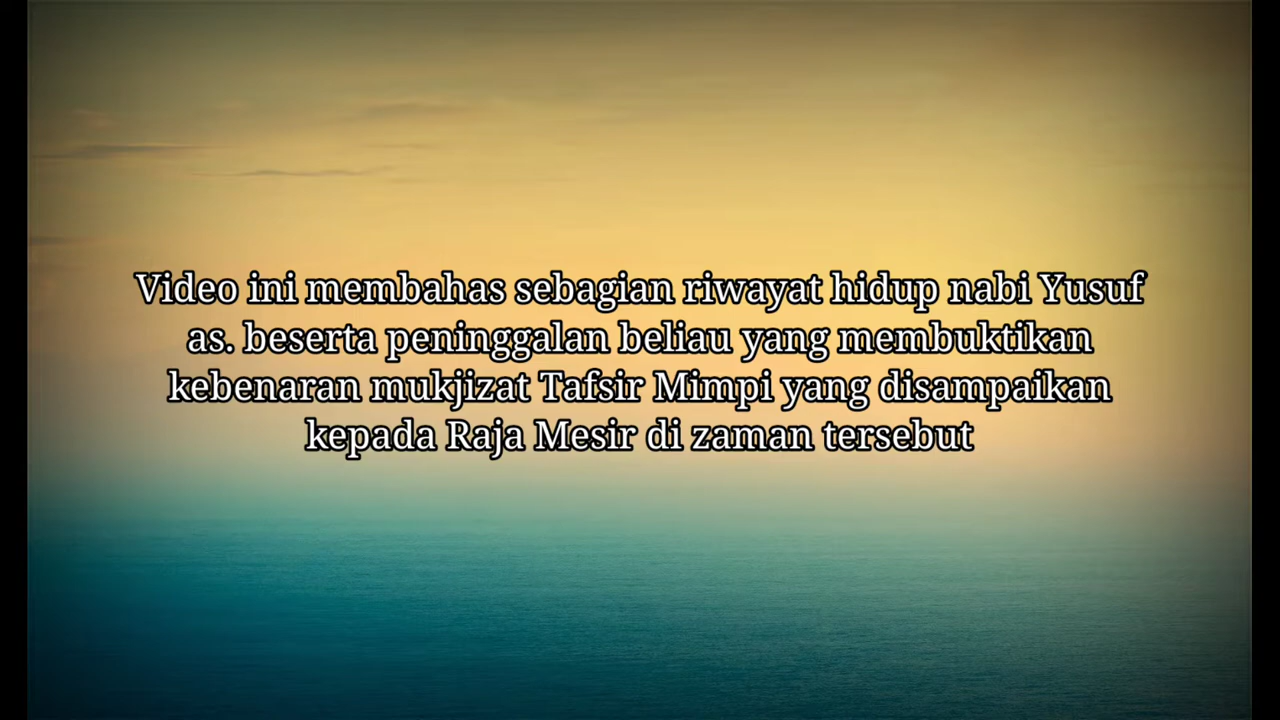 Video ini membahas sebagian riwayat hidup nabi Yusuf
as. beserta peninggalan beliau yang membuktikan
kebenaran mukjizat Tafsir Mimpi yang disampaikan
kepada Raja Mesir di zaman tersebut